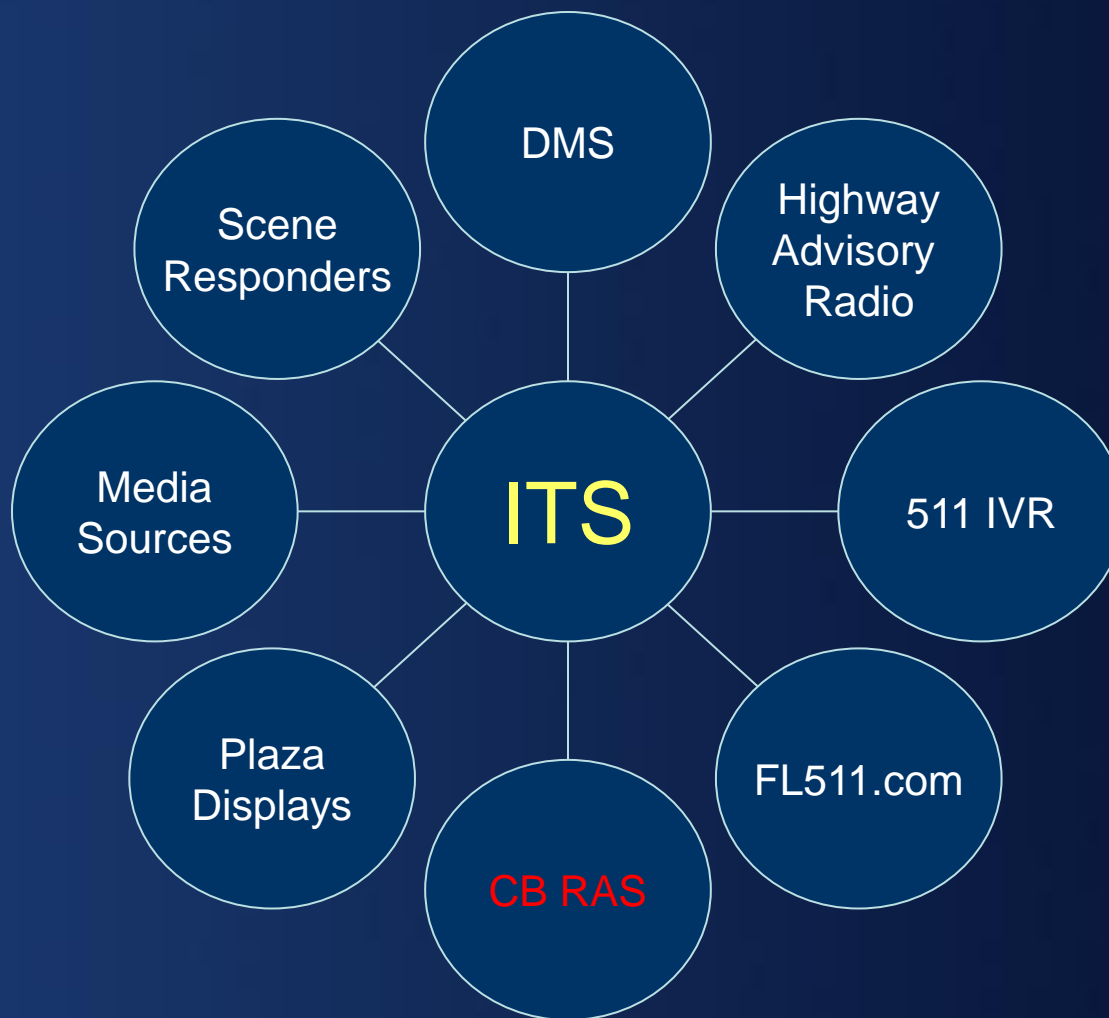 DMS
Highway
Advisory
Radio
Scene
Responders
Media
Sources
ITS
511 IVR
Plaza
Displays
FL511.com
CB RAS